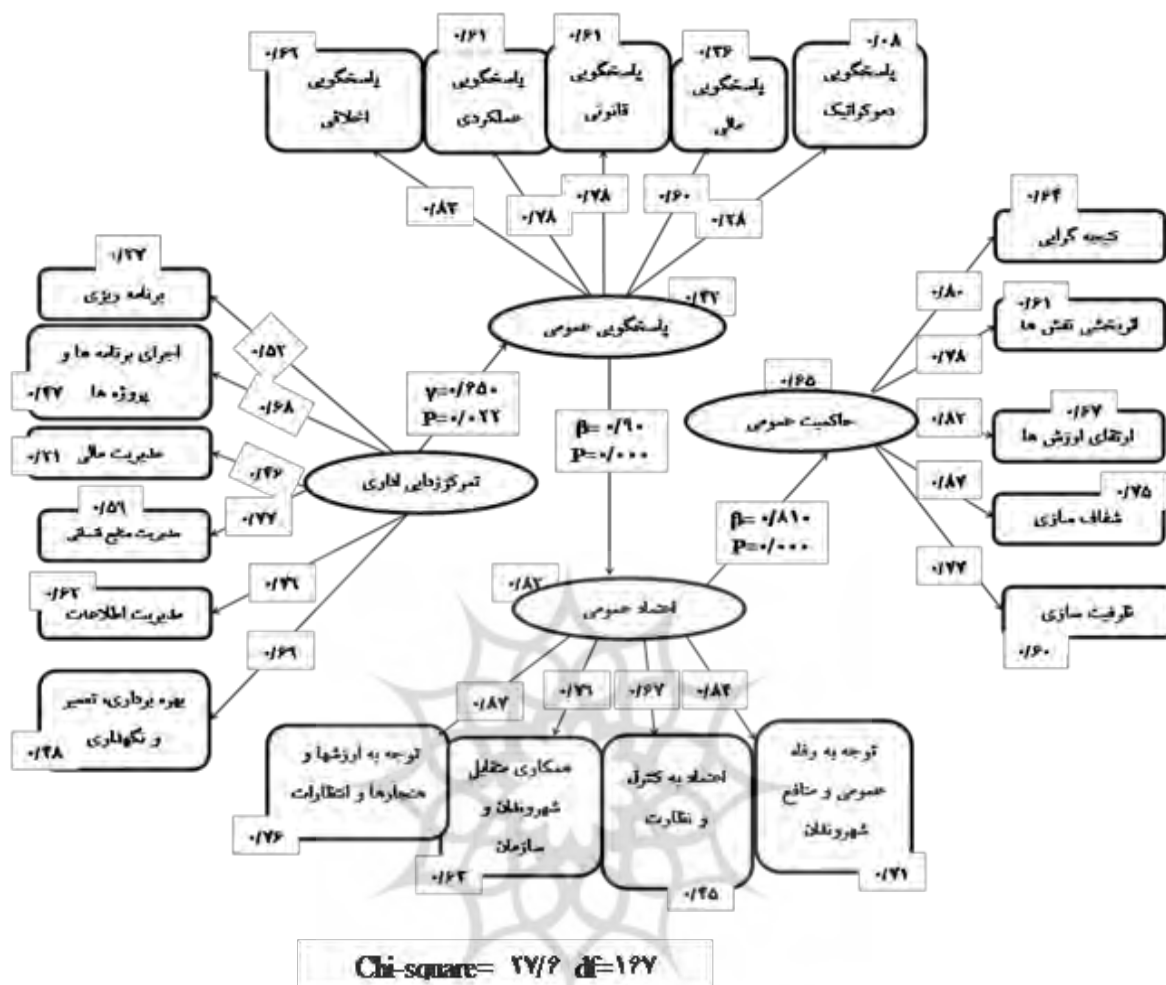 ۰/۶۹
۰/۶۱
۰/۶۱
۰/۳۶
۰/۰۸
پاسخگویی
اخلاقی
پاسخگویی
عملکردی
پاسخگویی
قانونی
پاسخگویی
مالی
پاسخگویی
دموکراتیک
۰/۸۳
۰/۷۸
۰/۷۸
۰/۶۰
۰/۲۸
۰/۴۲
پاسخگویی عمومی
۰/۲۷
برنامه ریزی
اجرای برنامه ها و
پروژه ها
۰/۴۷
مدیریت مالی
۰/۲۱
۰/۵۹
مدیریت منابع انسانی
۰/۶۲
مدیریت اطلاعات
بهره برداری، تعمیر
و نگهداری
۰/۴۸
۰/۵۲
۰/۶۸
۰/۴۶
۰/۷۷
۰/۷۹
۰/۶۹
تمرکززدایی اداری
γ=۰/۶۵۰
P=۰/۰۲۲
β= ۰/۹۰
P=۰/۰۰۰
β= ۰/۸۱۰
P=۰/۰۰۰
۰/۶۵
حاکمیت عمومی
۰/۸۰
۰/۷۸
۰/۸۲
۰/۸۷
۰/۷۷
۰/۶۴
نتیجه گرایی
۰/۶۱
اثربخشی نقش ها
۰/۶۷
ارتقای ارزش ها
۰/۷۵
شفاف سازی
ظرفیت سازی
۰/۶۰
۰/۸۲
اعتماد عمومی
۰/۸۷
۰/۷۹
۰/۶۷
۰/۸۴
توجه به ارزشها و
هنجارها و انتظارات
۰/۷۶
همکاری متقابل
شهروندان و
سازمان
۰/۶۳
اعتماد به کنترل
و نظارت
۰/۴۵
توجه به رفاه
عمومی و منافع
شهروندان
۰/۷۱
Chi-square= ۲۷/۶ df=۱۶۷